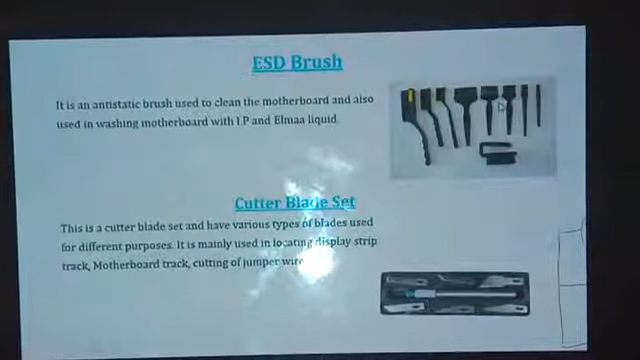 ESD Brush
It is an antistatic brush used to clean the motherboard and also
used in washing motherboard with I.P and Elmaa liquid
Cutter Blade Set
This is a cutter blade set and have various types of blades used
for different purposes. It is mainly used in locating display strip
track, Motherboard track, cutting of jumper wire